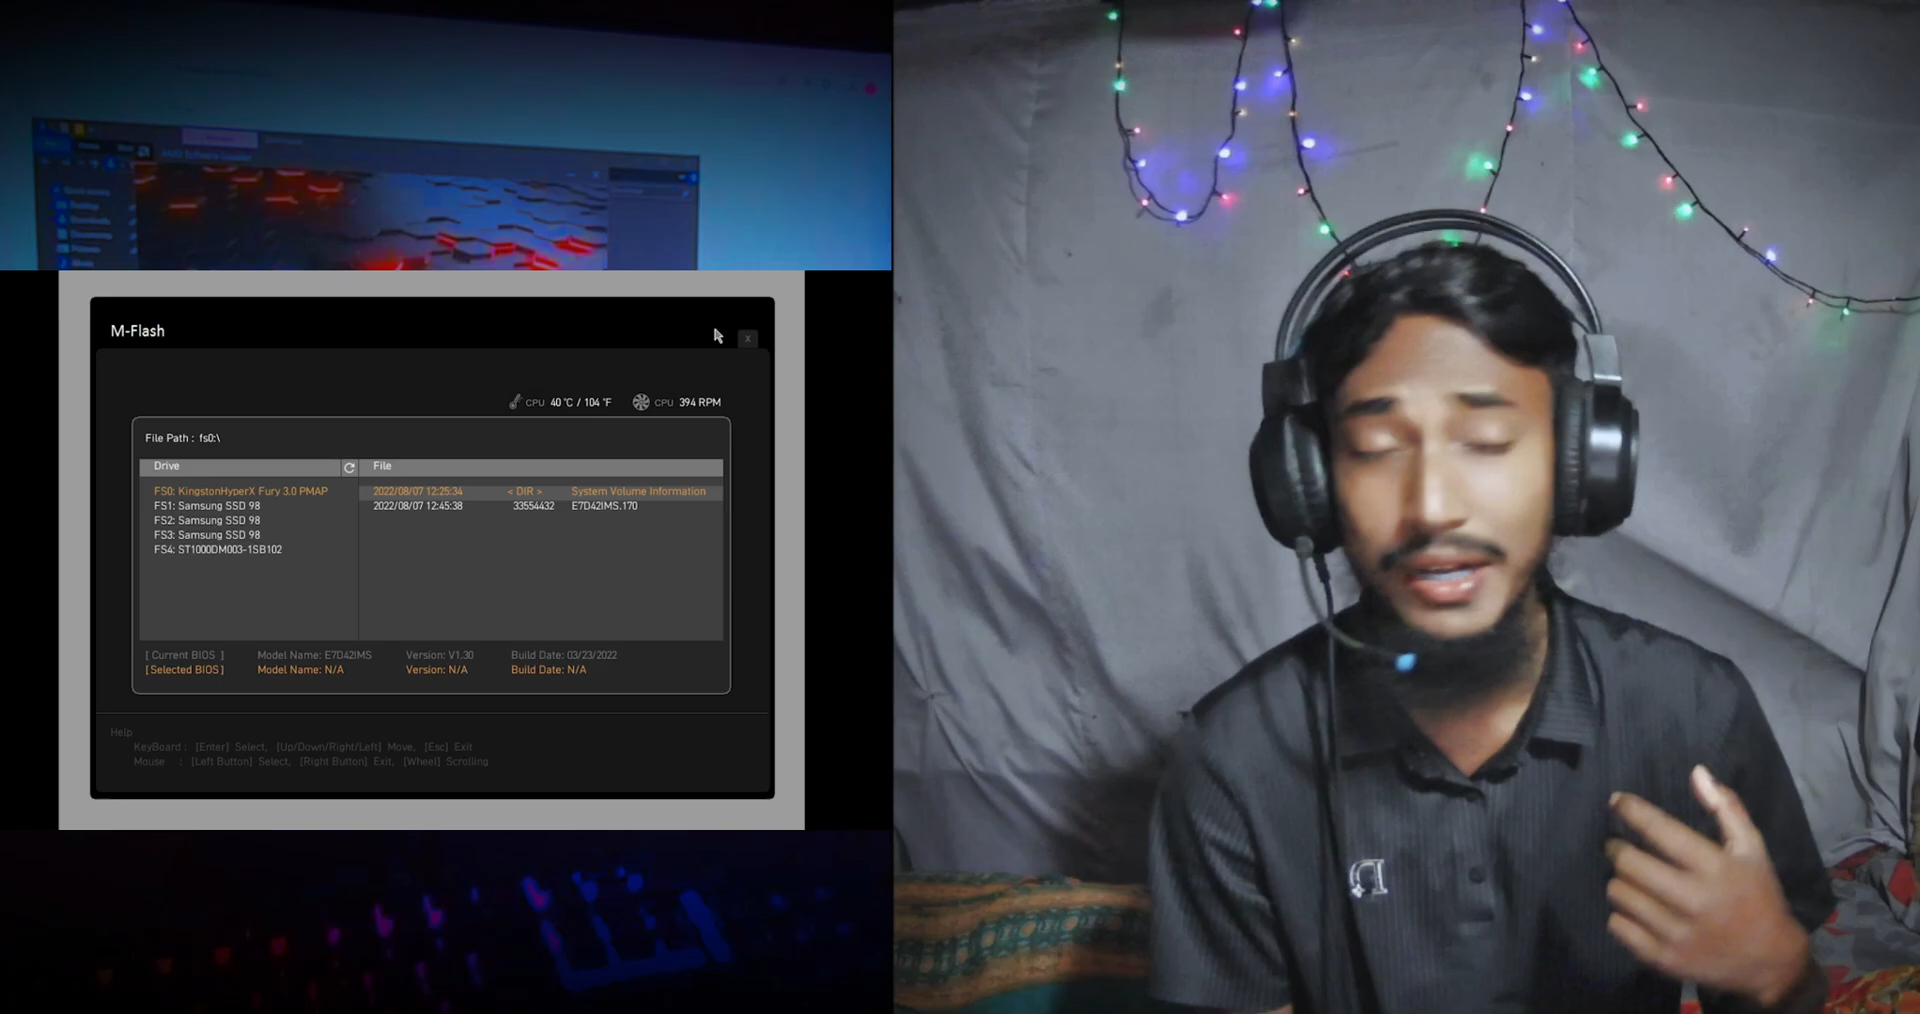 AMD Software Installer
M-Flash
x
CPU 40 °C / 104 °F CPU 394 RPM
File Path : fs0:\
Drive File
FS0: KingstonHyperX Fury 3.0 PMAP 2022/08/07 12:25:34 < DIR > System Volume Information
FS1: Samsung SSD 98 2022/08/07 12:45:38 33554432 E7D42IMS.170
FS2: Samsung SSD 98
FS3: Samsung SSD 98
FS4: ST1000DM003-1SB102
[ Current BIOS ] Model Name: E7D42IMS Version: V1.30 Build Date: 03/23/2022
[Selected BIOS] Model Name: N/A Version: N/A Build Date: N/A
Help
KeyBoard : [Enter] Select, [Up/Down/Right/Left] Move, [Esc] Exit
Mouse : [Left Button] Select, [Right Button] Exit, [Wheel] Scrolling